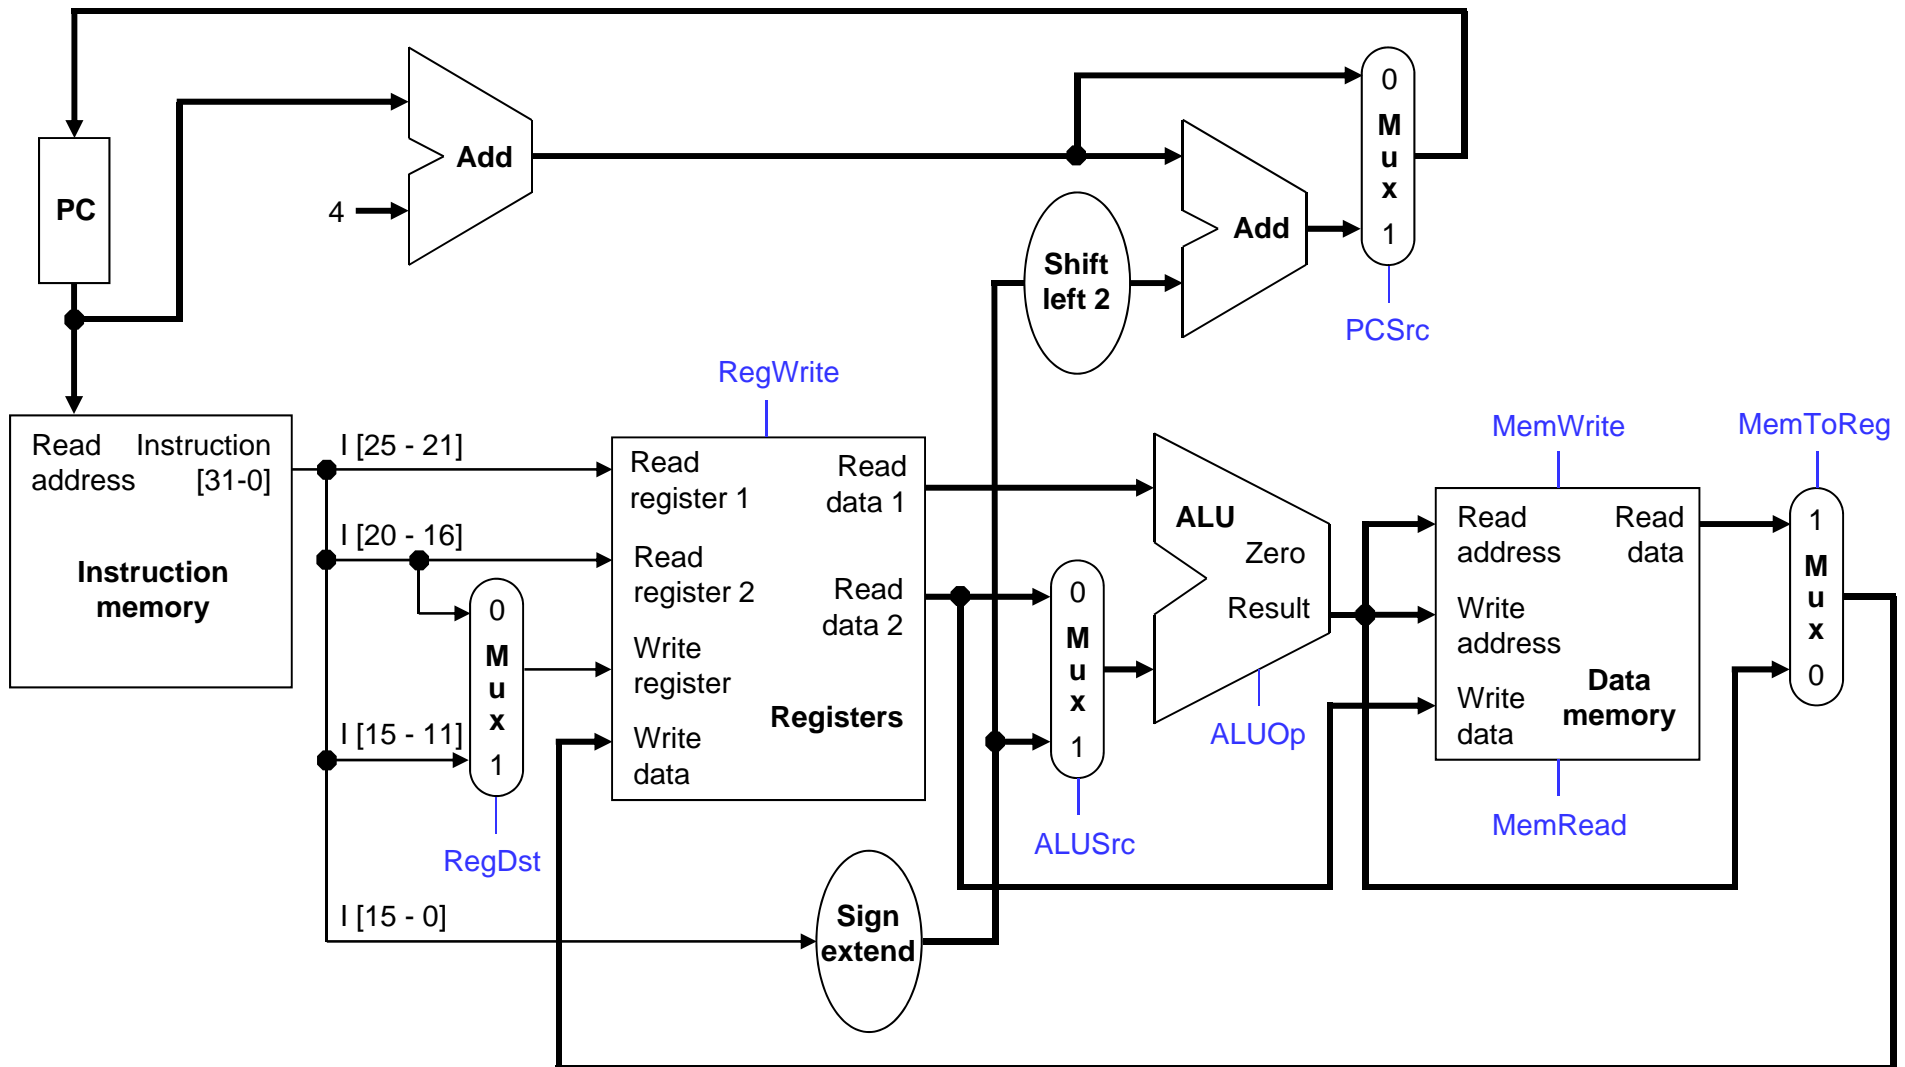 0
M
u
x
1
PCSrc
Add
4
PC
Add
Shift
left 2
RegWrite
Read address
Instruction [31-0]
Instruction
memory
I [25 - 21]
I [20 - 16]
I [15 - 11]
I [15 - 0]
0
M
u
x
1
RegDst
Read
register 1
Read
register 2
Write
register
Write
data
Read
data 1
Read
data 2
Registers
Sign
extend
0
M
u
x
1
ALUSrc
ALU
Zero
Result
ALUOp
MemWrite
Read
address
Write
address
Write
data
Read
data
Data
memory
MemRead
MemToReg
1
M
u
x
0